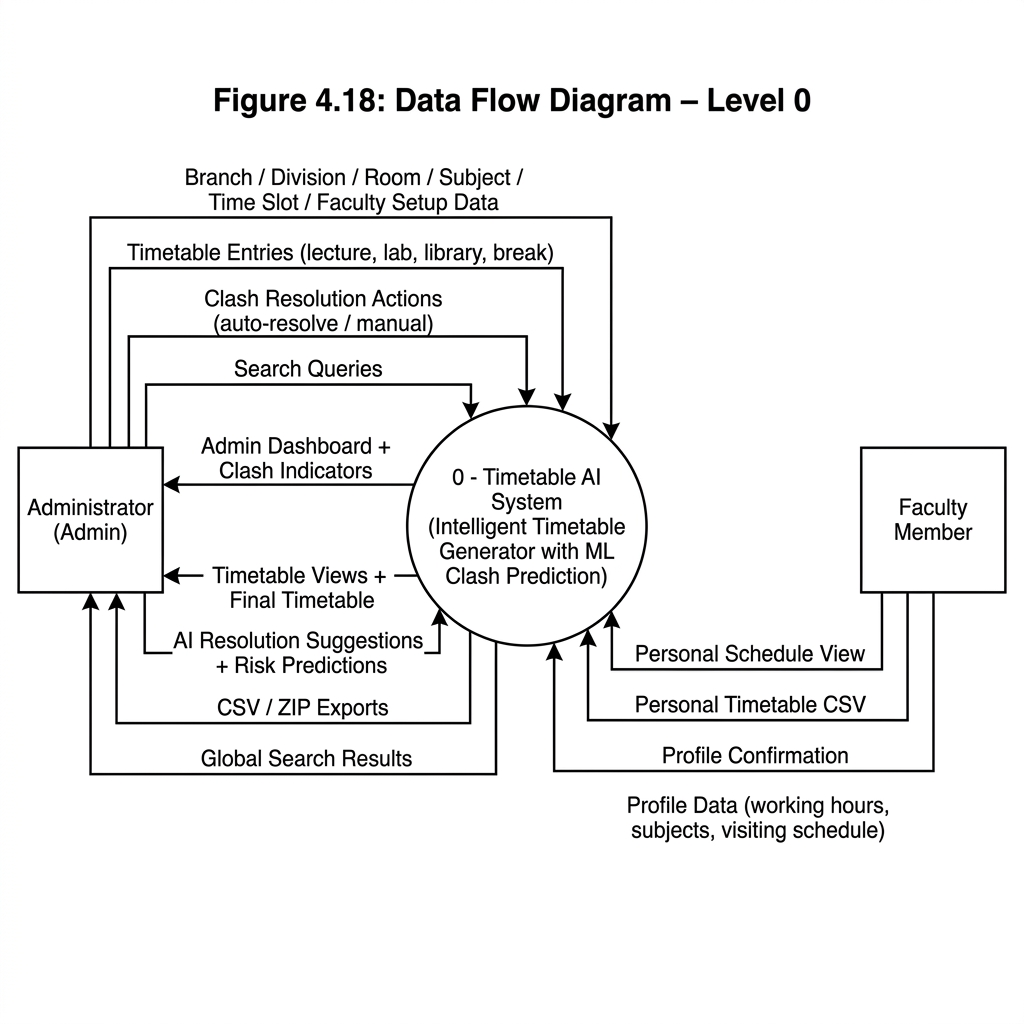 Figure 4.18: Data Flow Diagram – Level 0
Branch / Division / Room / Subject /
Time Slot / Faculty Setup Data
Timetable Entries (lecture, lab, library, break)
Clash Resolution Actions
(auto-resolve / manual)
Search Queries
Admin Dashboard +
Clash Indicators
Administrator
(Admin)
0 - Timetable AI
System
(Intelligent Timetable
Generator with ML
Clash Prediction)
Faculty
Member
Timetable Views +
Final Timetable
AI Resolution Suggestions
+ Risk Predictions
CSV / ZIP Exports
Global Search Results
Personal Schedule View
Personal Timetable CSV
Profile Confirmation
Profile Data (working hours,
subjects, visiting schedule)